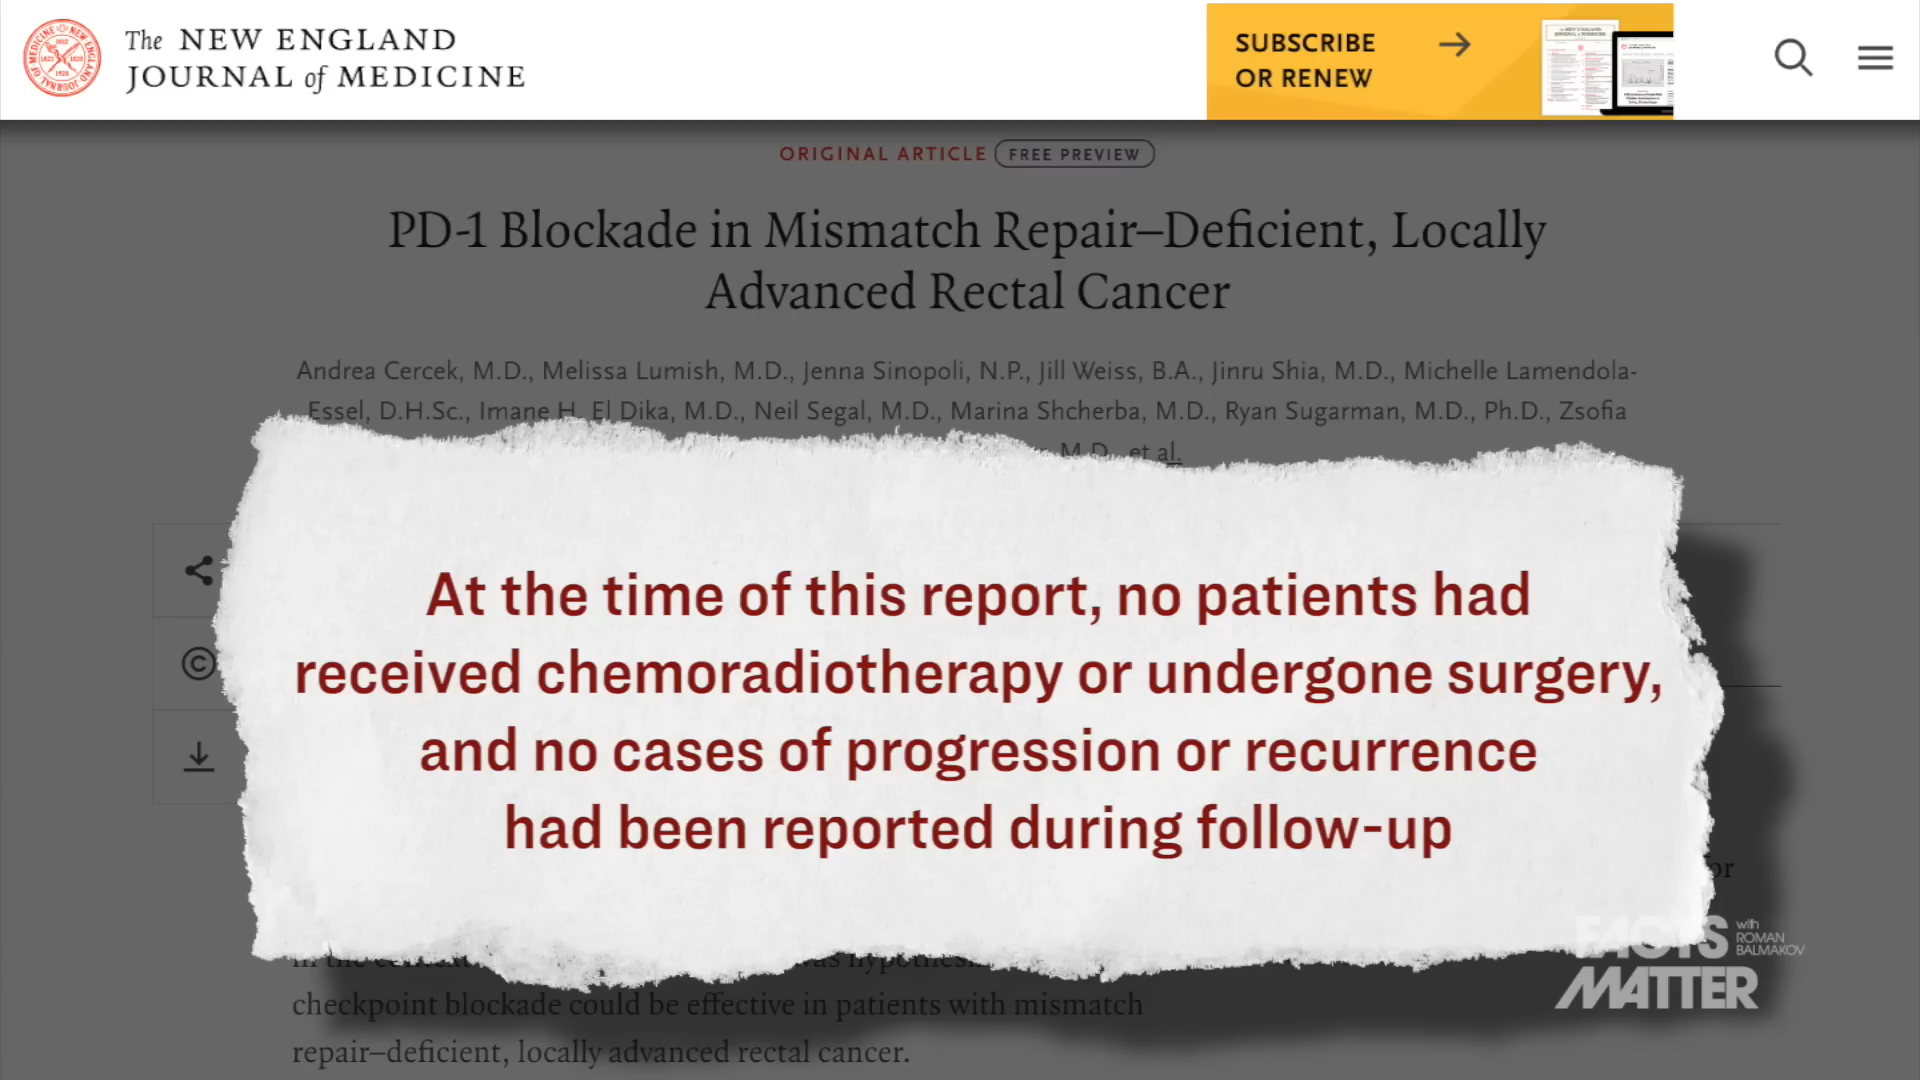 The NEW ENGLAND
JOURNAL of MEDICINE
SUBSCRIBE
OR RENEW
ORIGINAL ARTICLE FREE PREVIEW
PD-1 Blockade in Mismatch Repair–Deficient, Locally
Advanced Rectal Cancer
Andrea Cercek, M.D., Melissa Lumish, M.D., Jenna Sinopoli, N.P., Jill Weiss, B.A., Jinru Shia, M.D., Michelle Lamendola-
Essel, D.H.Sc., Imane H. El Dika, M.D., Neil Segal, M.D., Marina Shcherba, M.D., Ryan Sugarman, M.D., Ph.D., Zsofia
M.D., et al.
At the time of this report, no patients had
received chemoradiotherapy or undergone surgery,
and no cases of progression or recurrence
had been reported during follow-up
or
checkpoint blockade could be effective in patients with mismatch
repair–deficient, locally advanced rectal cancer.
FACTS with ROMAN BALMAKOV
MATTER